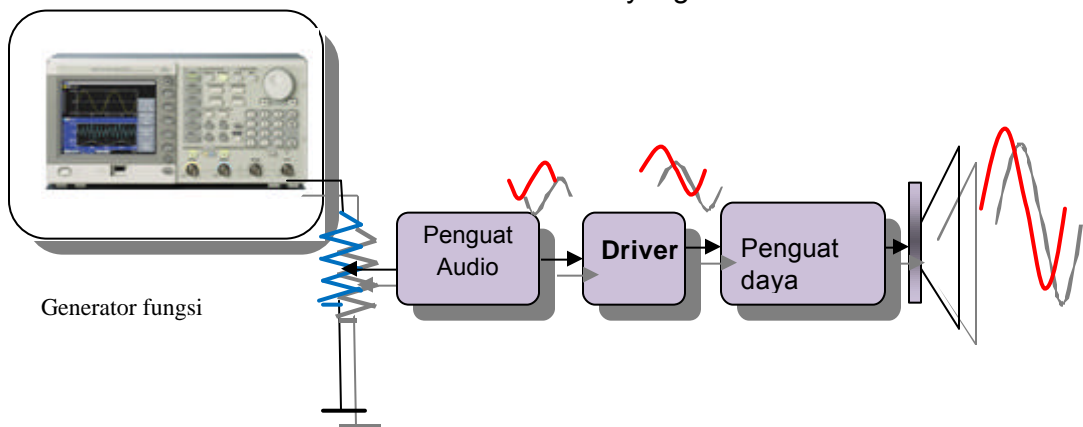 Penguat
Audio
Driver
Penguat
daya
Generator fungsi